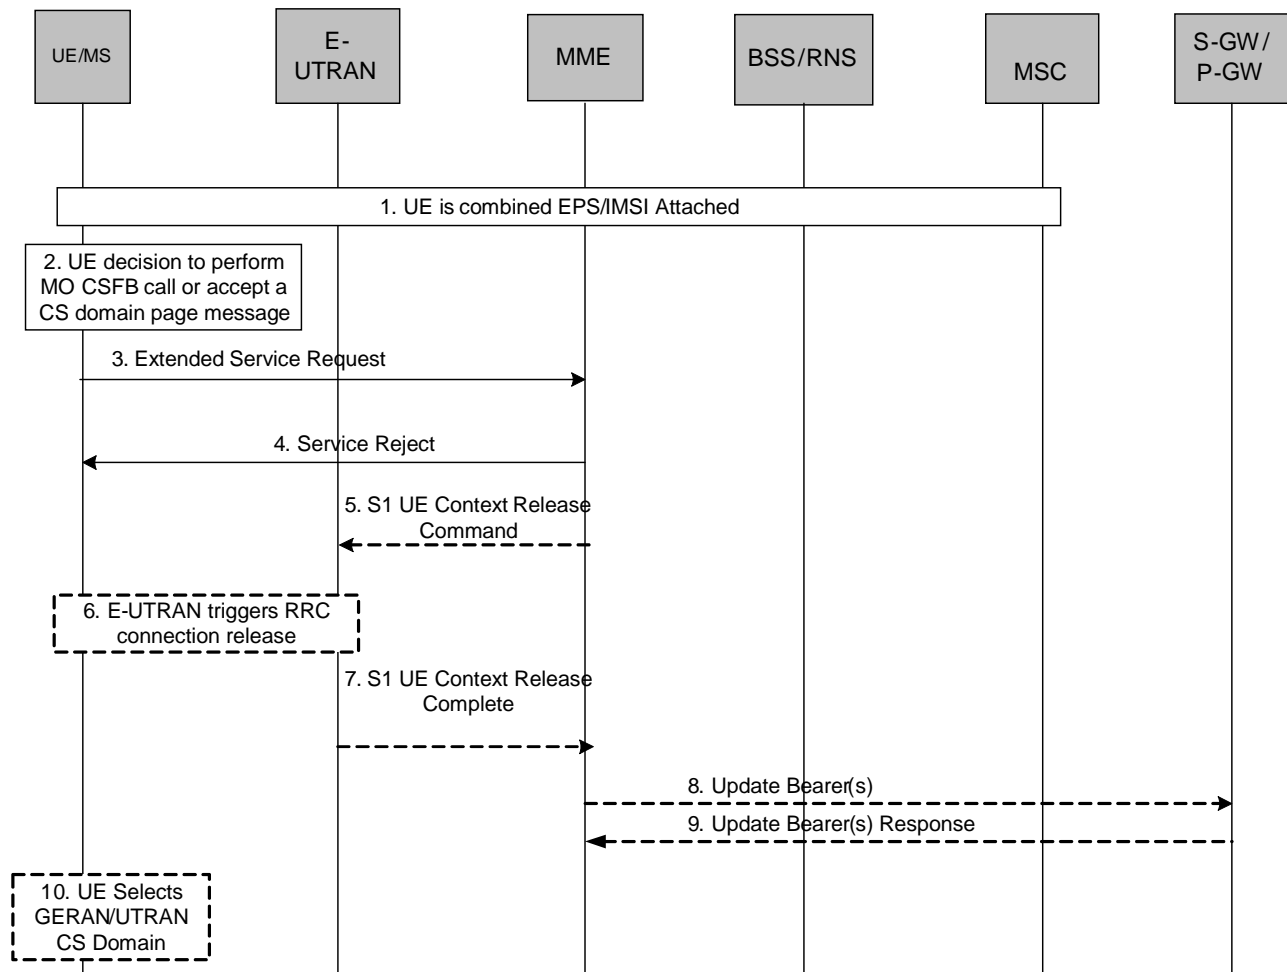 UE/MS
E-
UTRAN
MME
BSS/RNS
MSC
S-GW/
P-GW
1. UE is combined EPS/IMSI Attached
2. UE decision to perform
MO CSFB call or accept a
CS domain page message
3. Extended Service Request
4. Service Reject
5. S1 UE Context Release
Command
6. E-UTRAN triggers RRC
connection release
7. S1 UE Context Release
Complete
8. Update Bearer(s)
9. Update Bearer(s) Response
10. UE Selects
GERAN/UTRAN
CS Domain